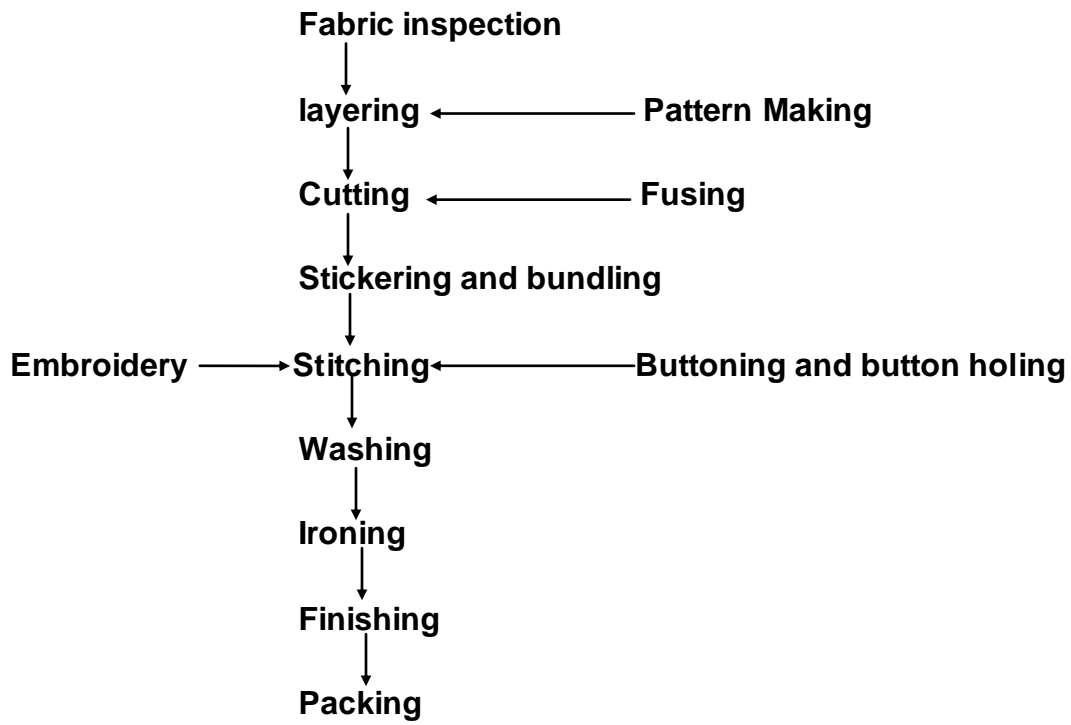 Fabric inspection
layering Pattern Making
Cutting Fusing
Stickering and bundling
Embroidery Stitching Buttoning and button holing
Washing
Ironing
Finishing
Packing